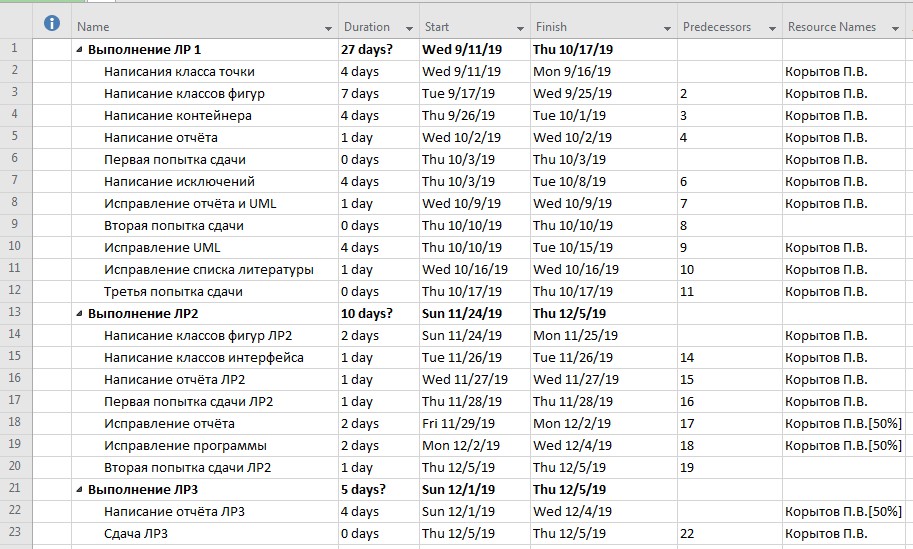 Name Duration Start Finish Predecessors Resource Names
1 Выполнение ЛР 1 27 days? Wed 9/11/19 Thu 10/17/19
2 Написания класса точки 4 days Wed 9/11/19 Mon 9/16/19 Корытов П.В.
3 Написание классов фигур 7 days Tue 9/17/19 Wed 9/25/19 2 Корытов П.В.
4 Написание контейнера 4 days Thu 9/26/19 Tue 10/1/19 3 Корытов П.В.
5 Написание отчёта 1 day Wed 10/2/19 Wed 10/2/19 4 Корытов П.В.
6 Первая попытка сдачи 0 days Thu 10/3/19 Thu 10/3/19 Корытов П.В.
7 Написание исключений 4 days Thu 10/3/19 Tue 10/8/19 6 Корытов П.В.
8 Исправление отчёта и UML 1 day Wed 10/9/19 Wed 10/9/19 7 Корытов П.В.
9 Вторая попытка сдачи 0 days Thu 10/10/19 Thu 10/10/19 8
10 Исправление UML 4 days Thu 10/10/19 Tue 10/15/19 9 Корытов П.В.
11 Исправление списка литературы 1 day Wed 10/16/19 Wed 10/16/19 10 Корытов П.В.
12 Третья попытка сдачи 0 days Thu 10/17/19 Thu 10/17/19 11 Корытов П.В.
13 Выполнение ЛР2 10 days? Sun 11/24/19 Thu 12/5/19
14 Написание классов фигур ЛР2 2 days Sun 11/24/19 Mon 11/25/19 Корытов П.В.
15 Написание классов интерфейса 1 day Tue 11/26/19 Tue 11/26/19 14 Корытов П.В.
16 Написание отчёта ЛР2 1 day Wed 11/27/19 Wed 11/27/19 15 Корытов П.В.
17 Первая попытка сдачи ЛР2 1 day Thu 11/28/19 Thu 11/28/19 16 Корытов П.В.
18 Исправление отчёта 2 days Fri 11/29/19 Mon 12/2/19 17 Корытов П.В.[50%]
19 Исправление программы 2 days Mon 12/2/19 Wed 12/4/19 18 Корытов П.В.[50%]
20 Вторая попытка сдачи ЛР2 1 day Thu 12/5/19 Thu 12/5/19 19
21 Выполнение ЛР3 5 days? Sun 12/1/19 Thu 12/5/19
22 Написание отчёта ЛР3 4 days Sun 12/1/19 Wed 12/4/19 Корытов П.В.[50%]
23 Сдача ЛР3 0 days Thu 12/5/19 Thu 12/5/19 22 Корытов П.В.